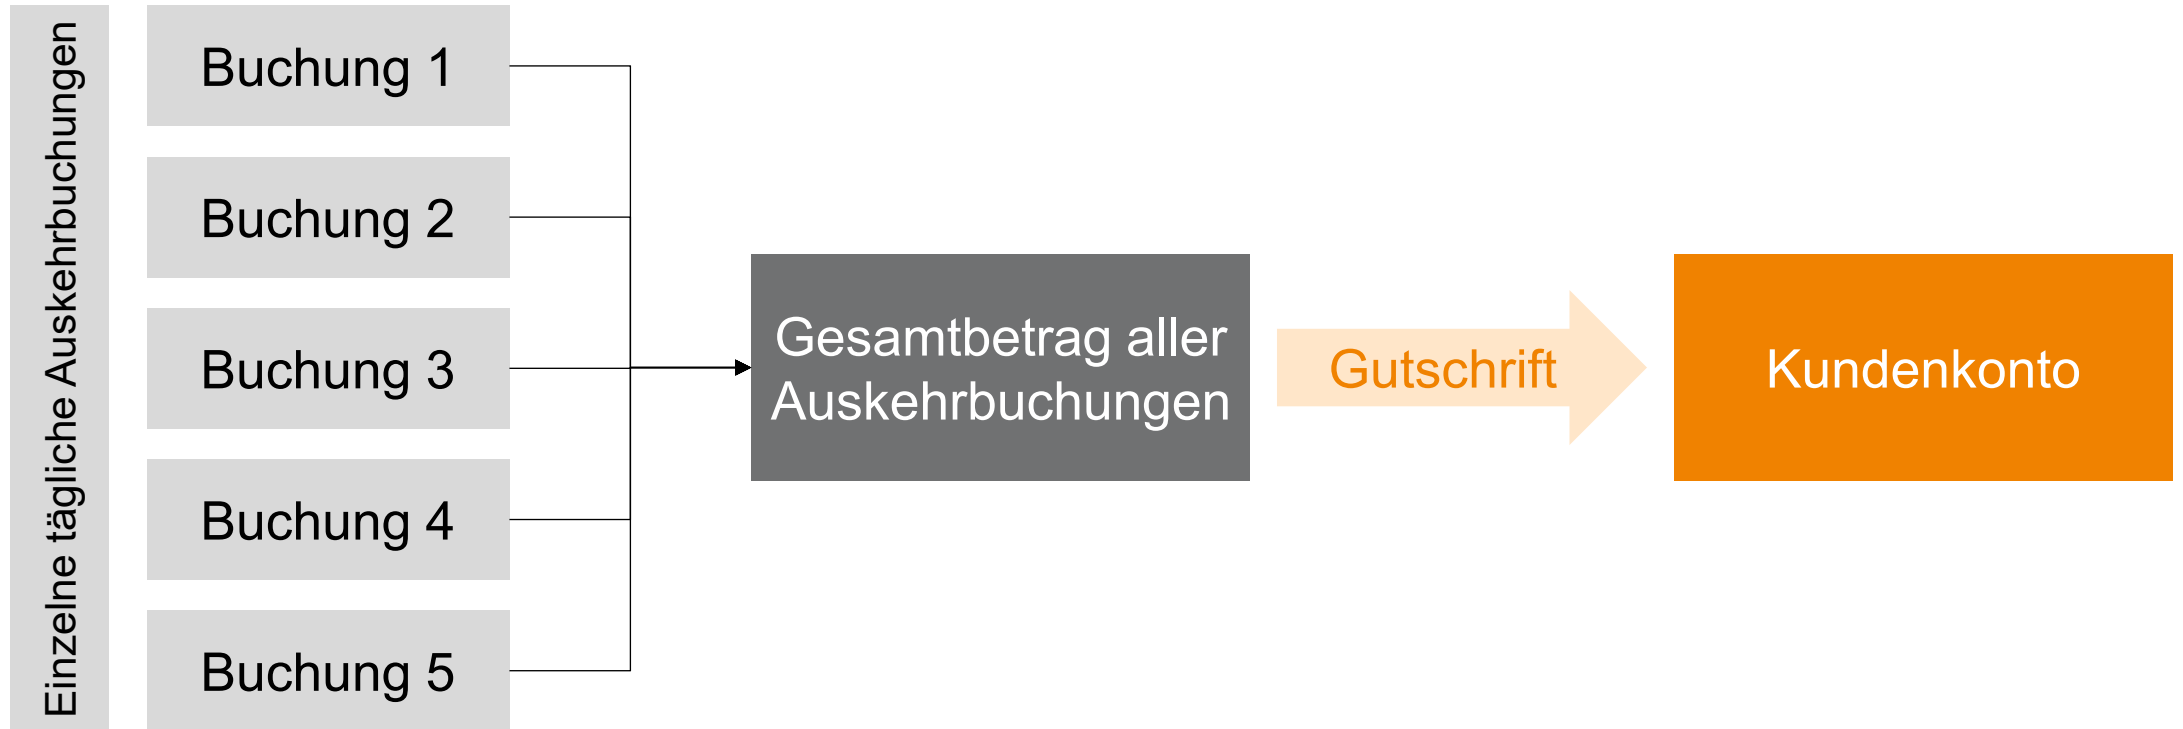 Einzelne tägliche Auskehrbuchungen
Buchung 1
Buchung 2
Buchung 3
Buchung 4
Buchung 5
Gesamtbetrag aller
Auskehrbuchungen
Gutschrift
Kundenkonto